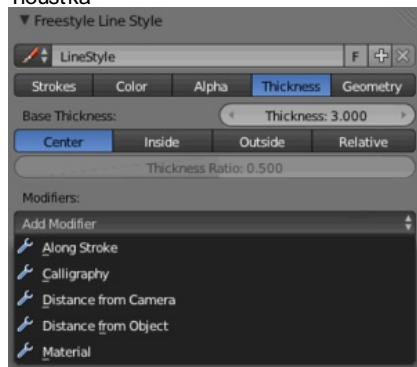 Freestyle Line Style
LineStyle F
Strokes Color Alpha Thickness Geometry
Base Thickness: Thickness: 3.000
Center Inside Outside Relative
Thickness Ratio: 0.500
Modifiers:
Add Modifier
Along Stroke
Calligraphy
Distance from Camera
Distance from Object
Material